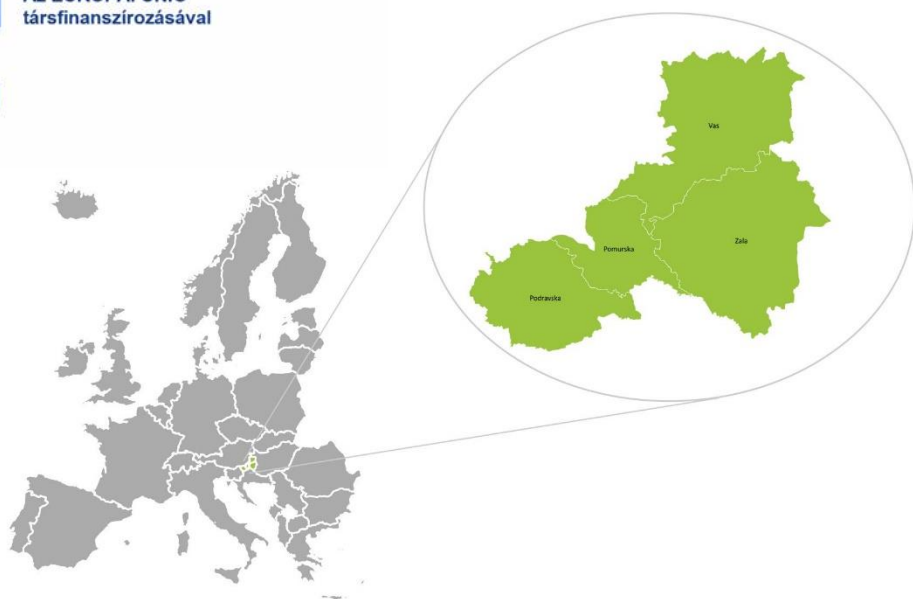 társfinanszírozásával
Vas
Zala
Pomurska
Podravska